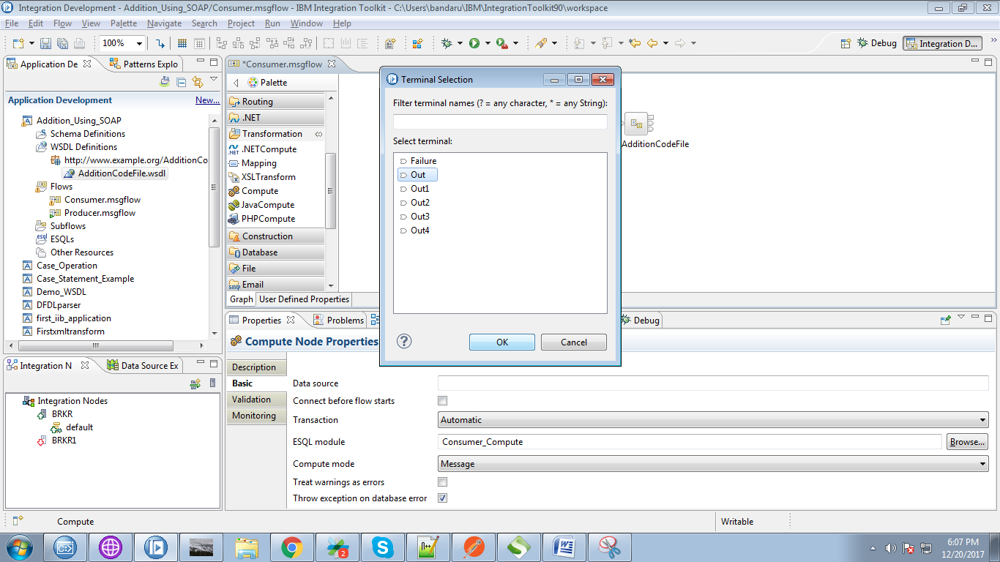 Integration Development - Addition_Using_SOAP/Consumer.msgflow - IBM Integration Toolkit - C:\Users\bandaru\IBM\IntegrationToolkit90\workspace
File Edit Flow View Palette Navigate Search Project Run Window Help
100%
Debug
Integration D...
Application De
Patterns Explo
Application Development
New...
Addition_Using_SOAP
Schema Definitions
WSDL Definitions
http://www.example.org/AdditionCo
AdditionCodeFile.wsdl
Flows
Consumer.msgflow
Producer.msgflow
Subflows
esql ESQLs
Other Resources
Case_Operation
Case_Statement_Example
Demo_WSDL
DFDLparser
first_iib_application
Firstxmltransform
Integration N
Data Source Ex
Integration Nodes
BRKR
default
BRKR1
*Consumer.msgflow
Palette
Routing
.NET
Transformation
.NET .NETCompute
Mapping
XSLTransform
Compute
JavaCompute
PHPCompute
Construction
Database
File
smtp Email
Graph
User Defined Properties
AdditionCodeFile
Terminal Selection
Filter terminal names (? = any character, * = any String):
Select terminal:
Failure
Out
Out1
Out2
Out3
Out4
?
OK
Cancel
Properties
Problems
Debug
Compute Node Properties
Description
Basic
Validation
Monitoring
Data source
Connect before flow starts
Transaction
Automatic
ESQL module
Consumer_Compute
Browse...
Compute mode
Message
Treat warnings as errors
Throw exception on database error
Compute
Writable
2
6:07 PM
12/20/2017